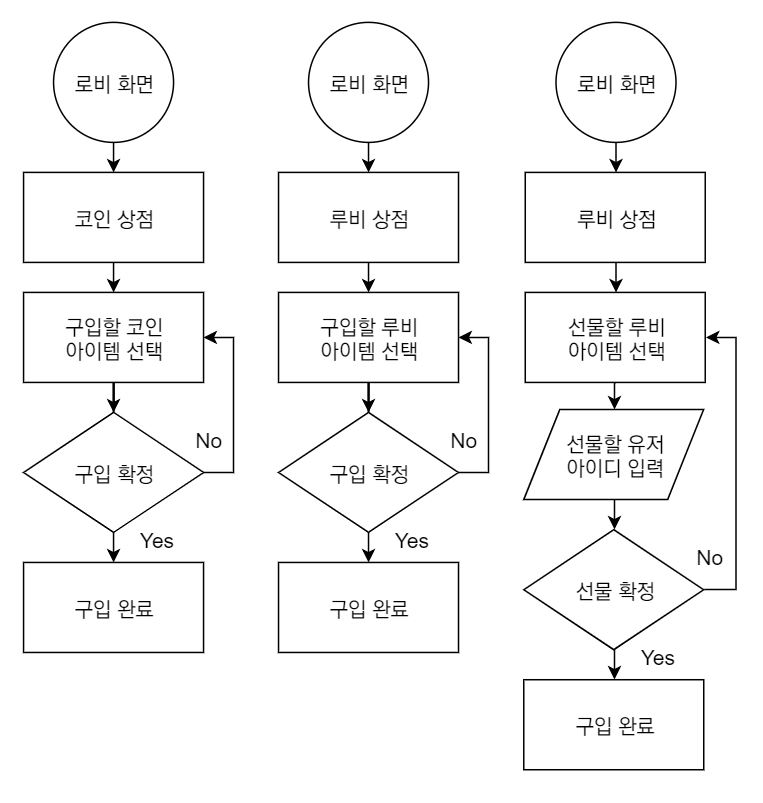 로비 화면
코인 상점
구입할 코인
아이템 선택
No
구입 확정
Yes
구입 완료
로비 화면
루비 상점
구입할 루비
아이템 선택
No
구입 확정
Yes
구입 완료
로비 화면
루비 상점
선물할 루비
아이템 선택
선물할 유저
아이디 입력
No
선물 확정
Yes
구입 완료